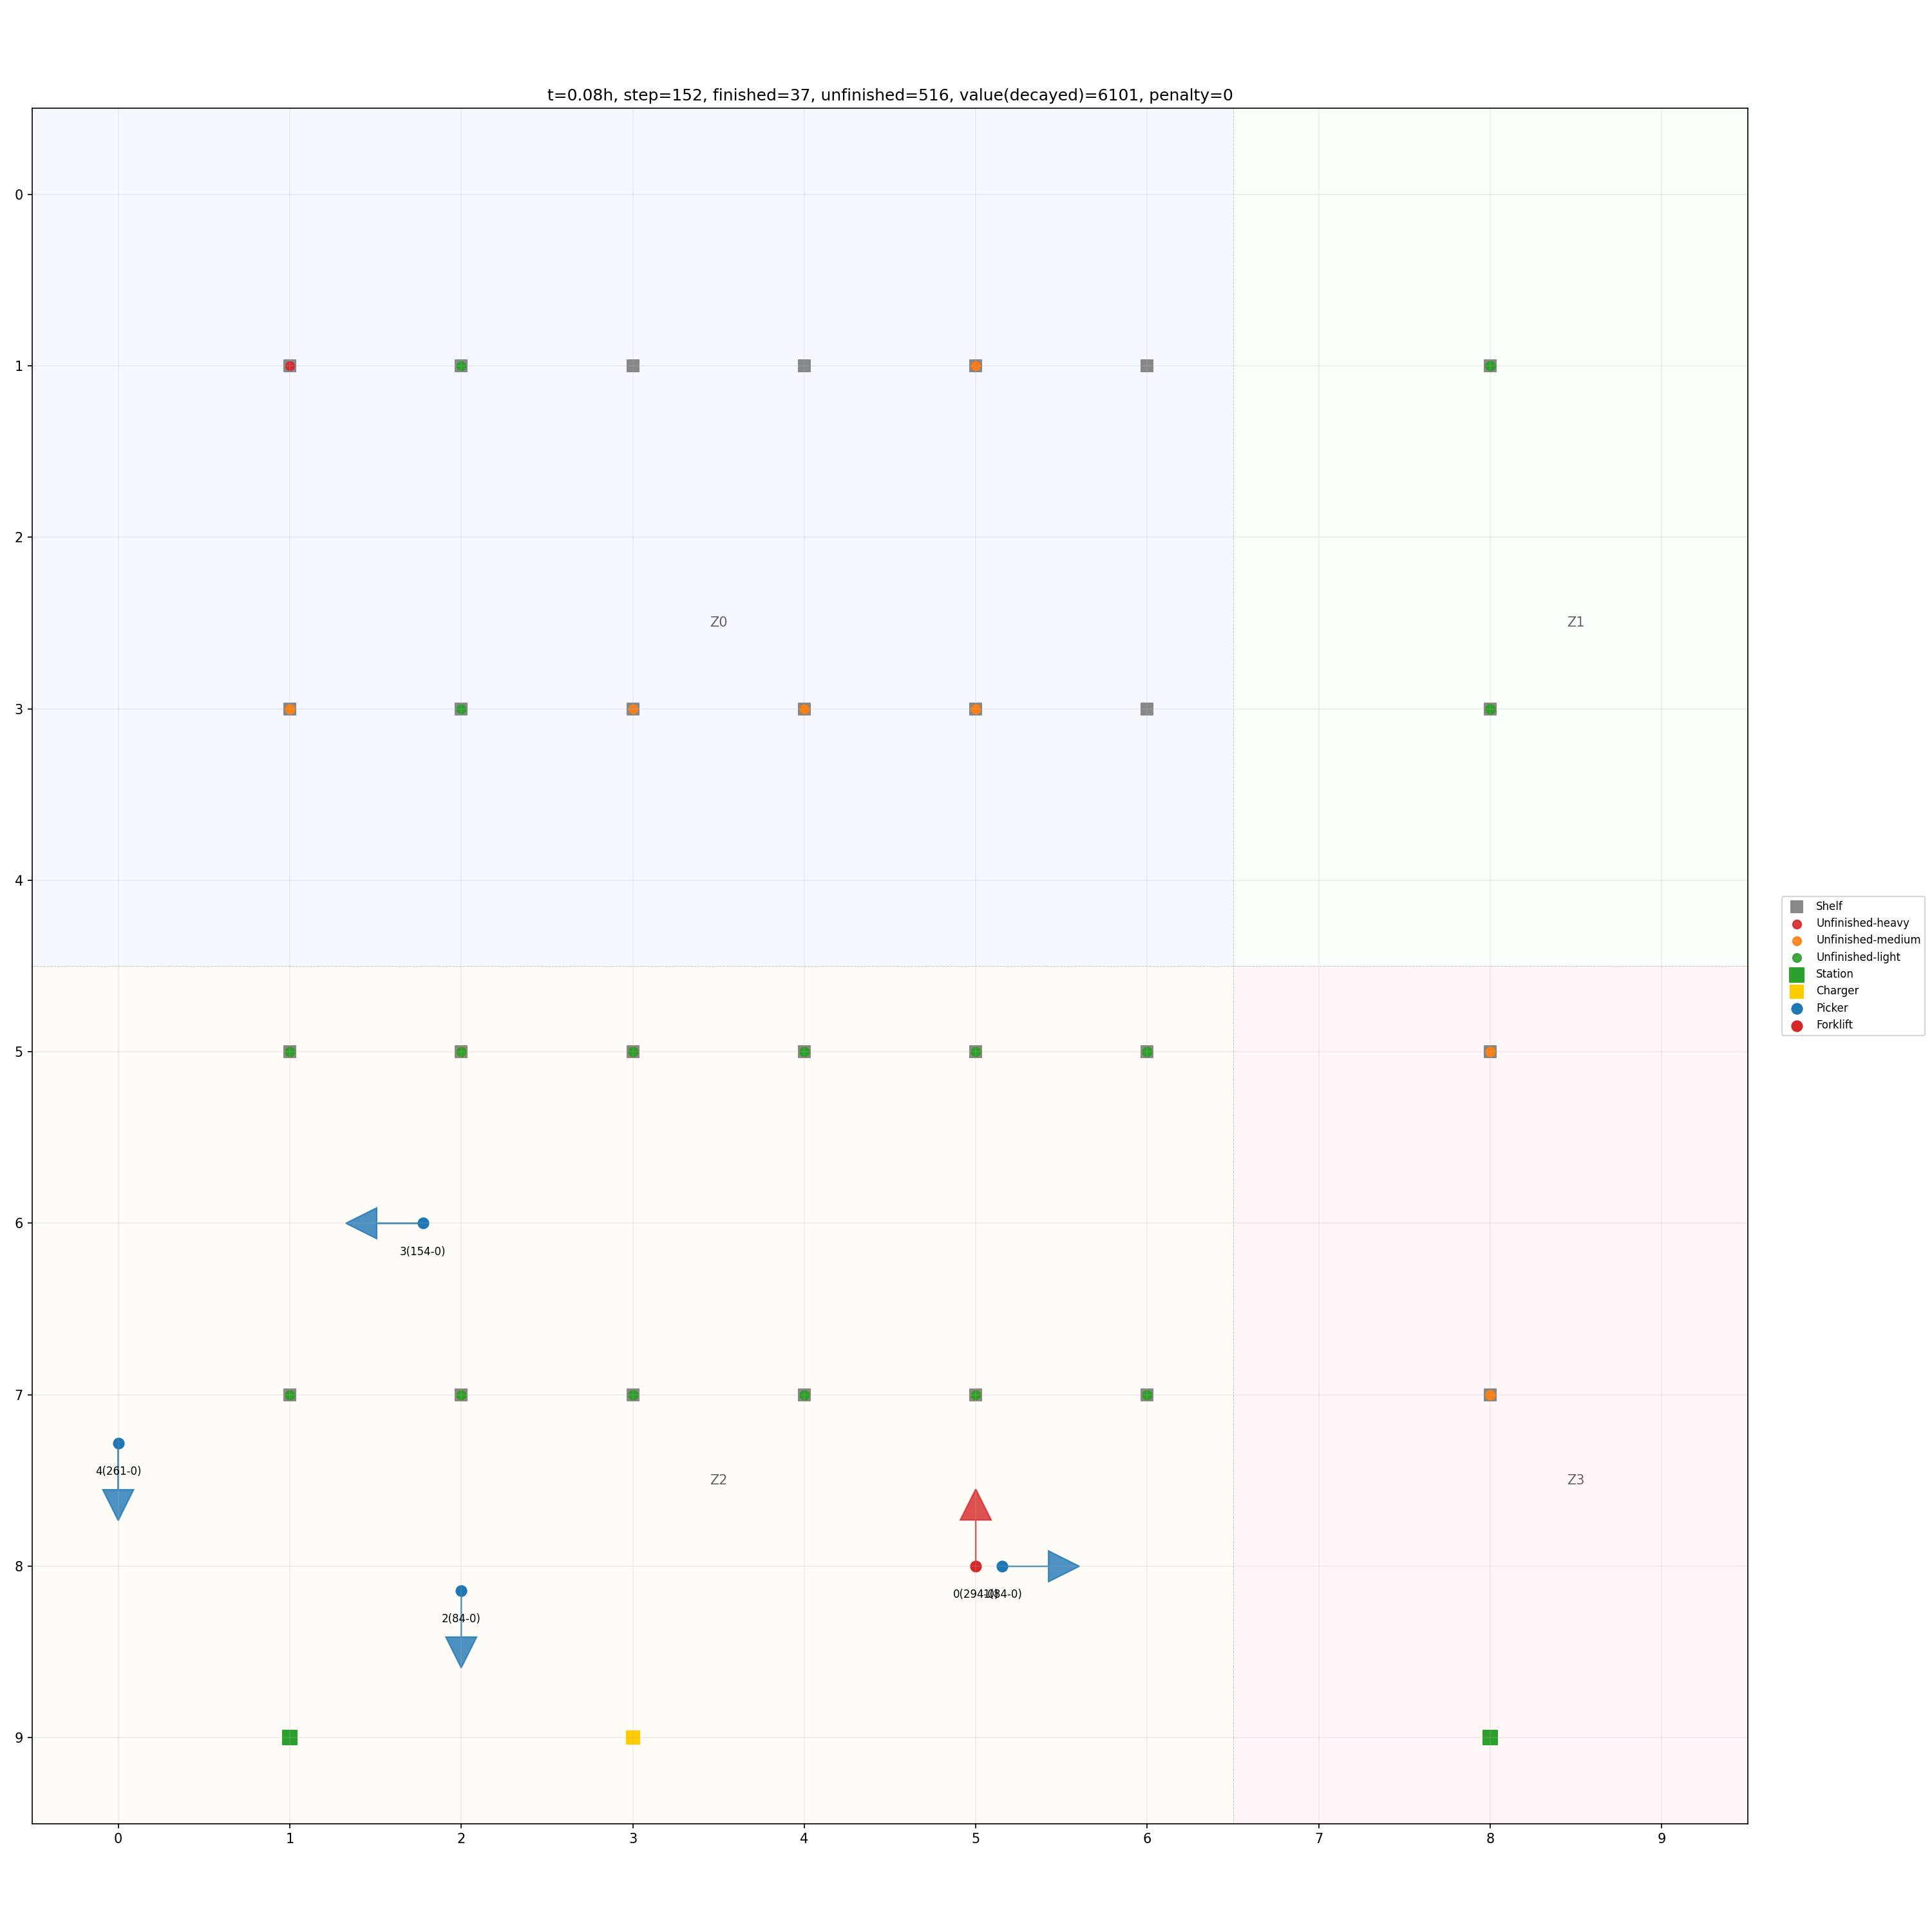 t=0.08h, step=152, finished=37, unfinished=516, value(decayed)=6101, penalty=0
0
1
2
Z0
Z1
3
4
Shelf
Unfinished-heavy
Unfinished-medium
Unfinished-light
Station
Charger
Picker
Forklift
5
6
3(154-0)
7
4(261-0)
Z2
Z3
8
2(84-0)
9
0 1 2 3 4 5 6 7 8 9